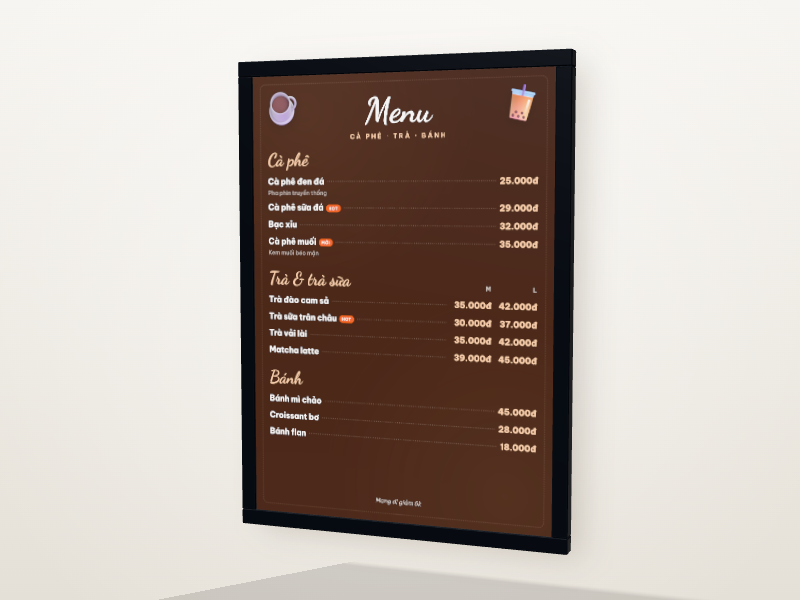 Menu
CÀ PHÊ · TRÀ · BÁNH
Cà phê
Cà phê đen đá 25.000đ
Pha phin truyền thống
Cà phê sữa đá HOT 29.000đ
Bạc xỉu 32.000đ
Cà phê muối MỚI 35.000đ
Kem muối béo mặn
Trà & trà sữa M L
Trà đào cam sả 35.000đ 42.000đ
Trà sữa trân châu HOT 30.000đ 37.000đ
Trà vải lài 35.000đ 42.000đ
Matcha latte 39.000đ 45.000đ
Bánh
Bánh mì chảo 45.000đ
Croissant bơ 28.000đ
Bánh flan 18.000đ
Mang đi giảm 5k